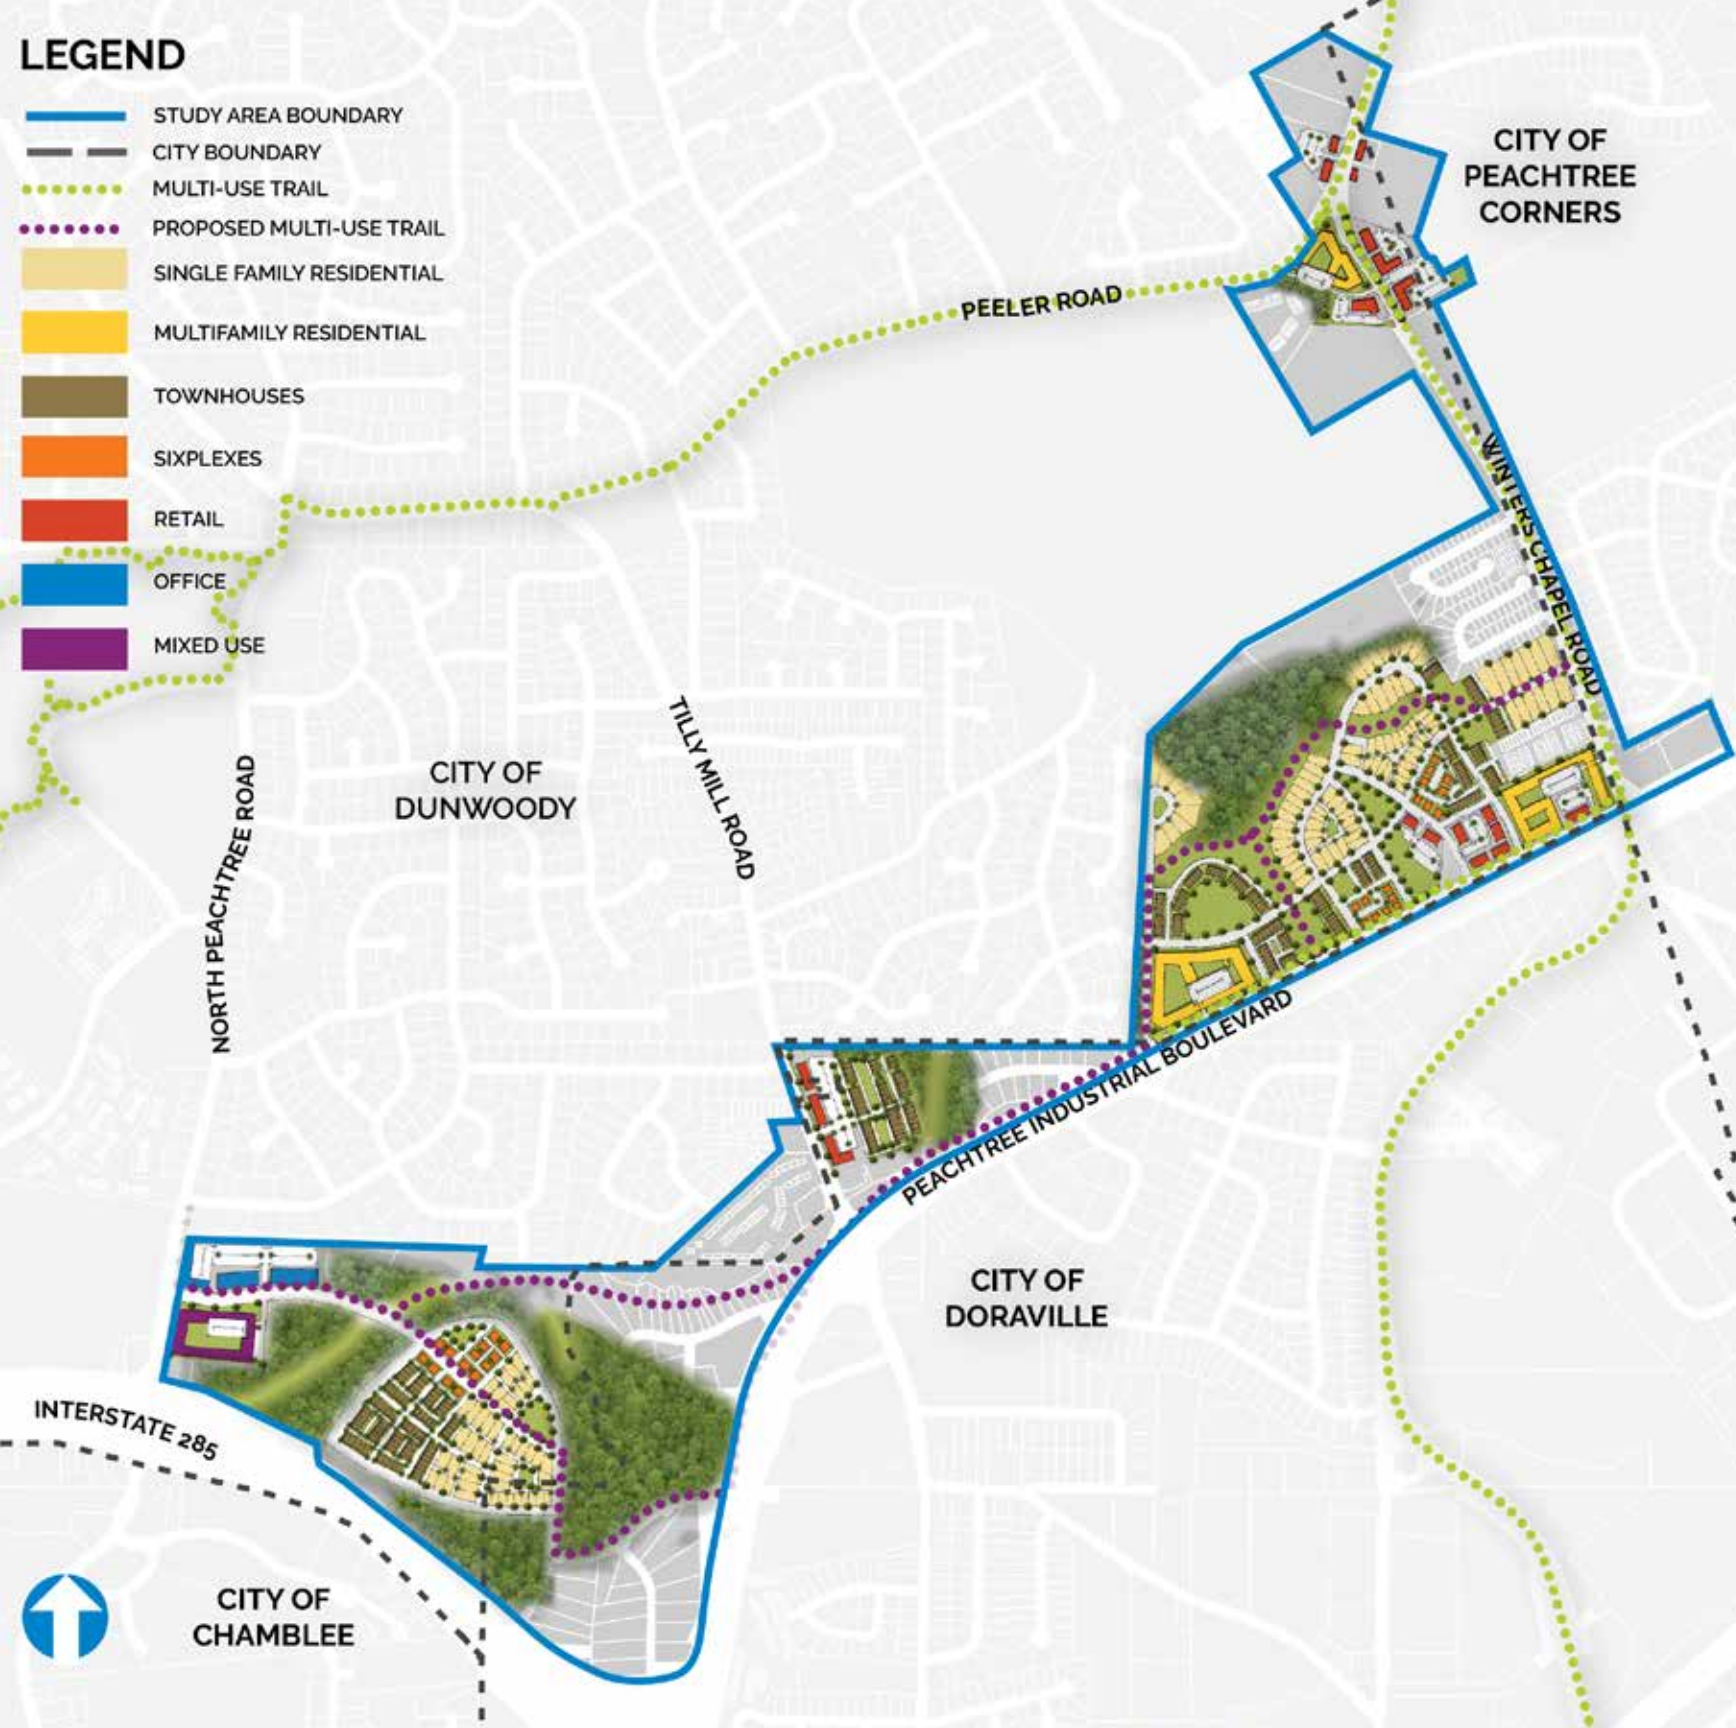 LEGEND
STUDY AREA BOUNDARY
CITY BOUNDARY
MULTI-USE TRAIL
PROPOSED MULTI-USE TRAIL
SINGLE FAMILY RESIDENTIAL
MULTIFAMILY RESIDENTIAL
TOWNHOUSES
SIXPLEXES
RETAIL
OFFICE
MIXED USE
CITY OF
PEACHTREE
CORNERS
PEELER ROAD
WINTERS CHAPEL ROAD
TILLY MILL ROAD
NORTH PEACHTREE ROAD
CITY OF
DUNWOODY
PEACHTREE INDUSTRIAL BOULEVARD
CITY OF
DORAVILLE
INTERSTATE 285
CITY OF
CHAMBLEE